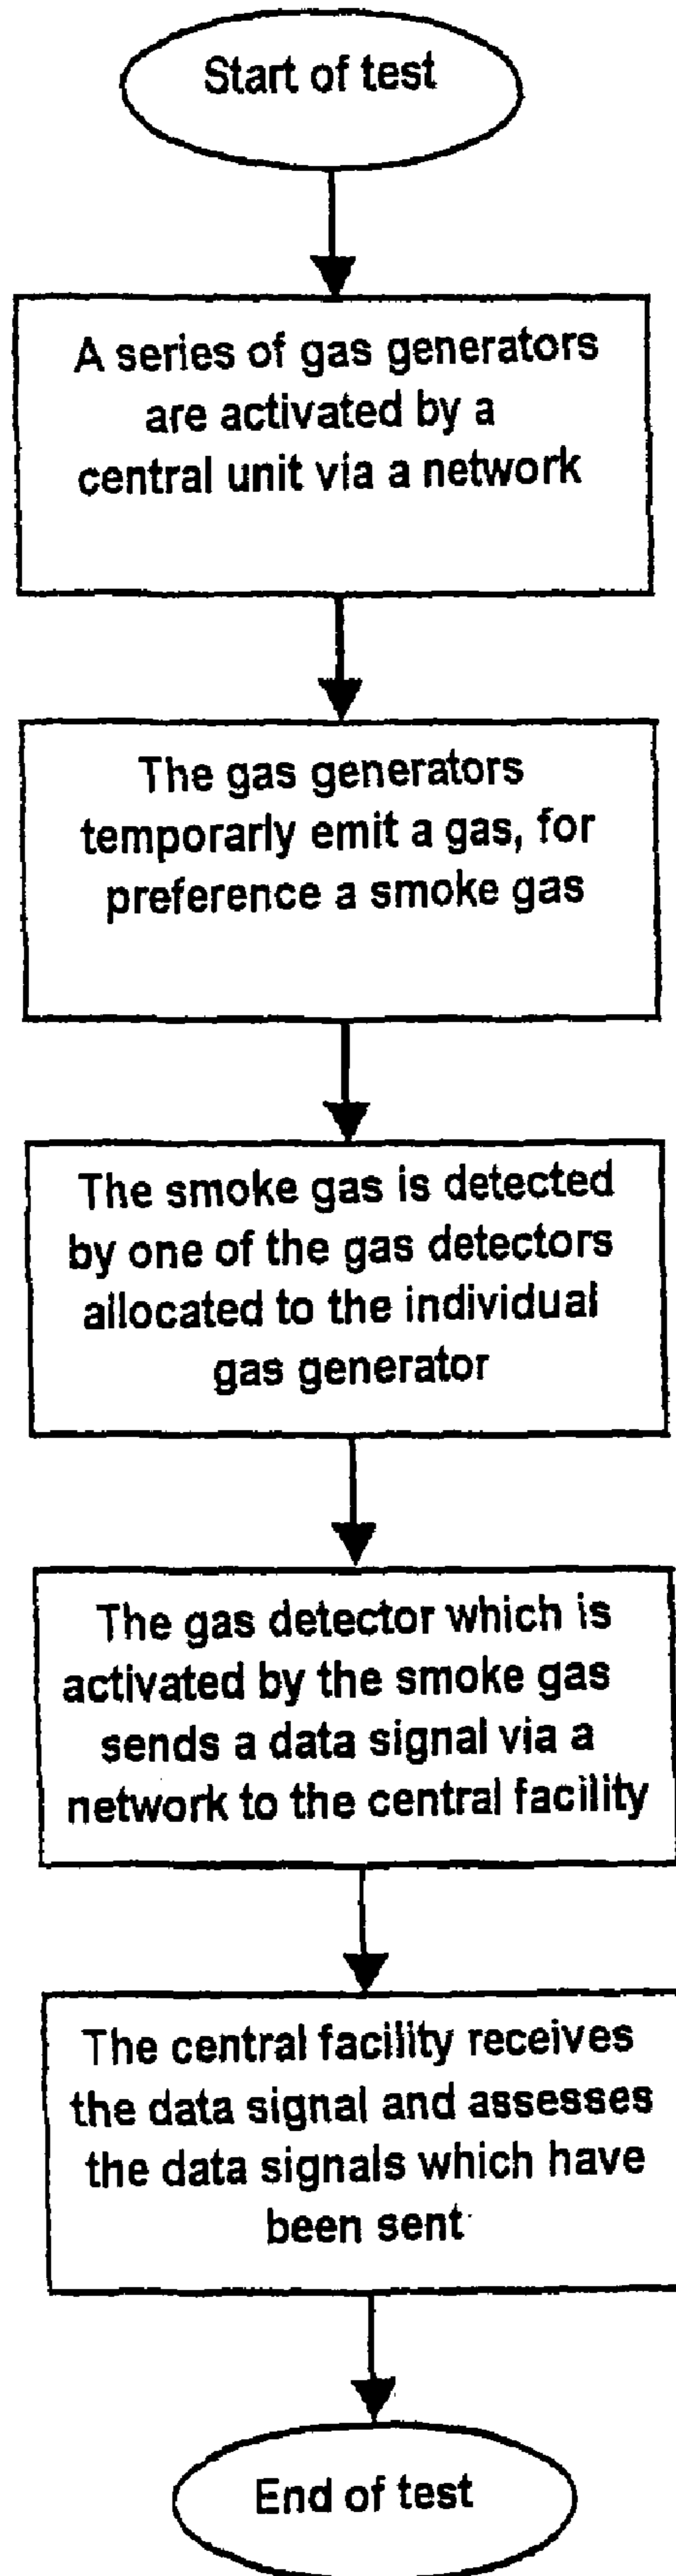 Start of test
A series of gas generators
are activated by a
central unit via a network
The gas generators
temporarly emit a gas, for
preference a smoke gas
The smoke gas is detected
by one of the gas detectors
allocated to the individual
gas generator
The gas detector which is
activated by the smoke gas
sends a data signal via a
network to the central facility
The central facility receives
the data signal and assesses
the data signals which have
been sent
End of test